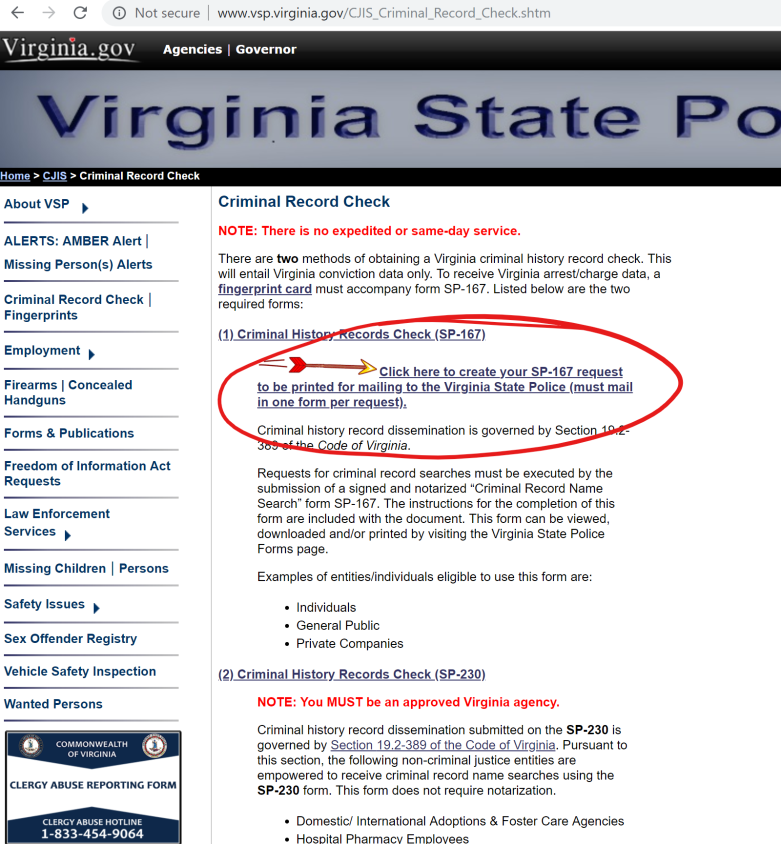 Not secure | www.vsp.virginia.gov/CJIS_Criminal_Record_Check.shtm
Virginia.gov Agencies | Governor
Virginia State Po
Home > CJIS > Criminal Record Check
About VSP
ALERTS: AMBER Alert |
Missing Person(s) Alerts
Criminal Record Check |
Fingerprints
Employment
Firearms | Concealed
Handguns
Forms & Publications
Freedom of Information Act
Requests
Law Enforcement
Services
Missing Children | Persons
Safety Issues
Sex Offender Registry
Vehicle Safety Inspection
Wanted Persons
COMMONWEALTH
OF VIRGINIA
CLERGY ABUSE REPORTING FORM
CLERGY ABUSE HOTLINE
1-833-454-9064
Criminal Record Check
NOTE: There is no expedited or same-day service.
There are two methods of obtaining a Virginia criminal history record check. This
will entail Virginia conviction data only. To receive Virginia arrest/charge data, a
fingerprint card must accompany form SP-167. Listed below are the two
required forms:
(1) Criminal History Records Check (SP-167)
Click here to create your SP-167 request
to be printed for mailing to the Virginia State Police (must mail
in one form per request).
Criminal history record dissemination is governed by Section 19.2-
389 of the Code of Virginia.
Requests for criminal record searches must be executed by the
submission of a signed and notarized “Criminal Record Name
Search” form SP-167. The instructions for the completion of this
form are included with the document. This form can be viewed,
downloaded and/or printed by visiting the Virginia State Police
Forms page.
Examples of entities/individuals eligible to use this form are:
• Individuals
• General Public
• Private Companies
(2) Criminal History Records Check (SP-230)
NOTE: You MUST be an approved Virginia agency.
Criminal history record dissemination submitted on the SP-230 is
governed by Section 19.2-389 of the Code of Virginia. Pursuant to
this section, the following non-criminal justice entities are
empowered to receive criminal record name searches using the
SP-230 form. This form does not require notarization.
• Domestic/ International Adoptions & Foster Care Agencies
• Hospital Pharmacy Employees